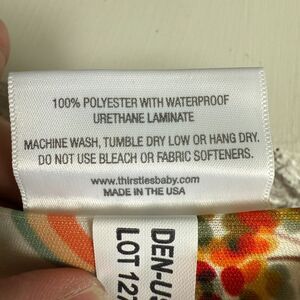 100% POLYESTER WITH WATERPROOF
URETHANE LAMINATE
MACHINE WASH, TUMBLE DRY LOW OR HANG DRY.
DO NOT USE BLEACH OR FABRIC SOFTENERS.
www.thirstiesbaby.com
MADE IN THE USA
DEN-US
LOT 127